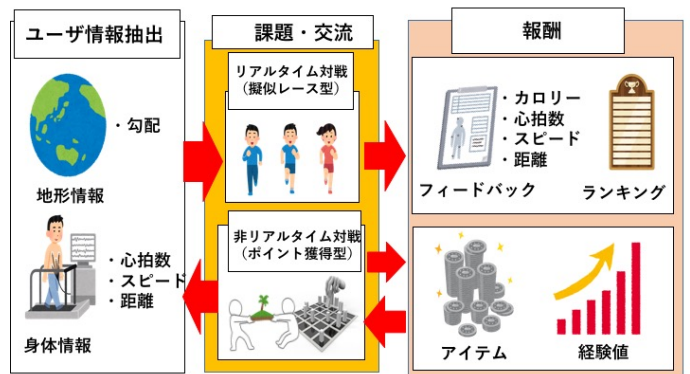 ユーザ情報抽出
・勾配
地形情報
・心拍数
・スピード
・距離
身体情報
課題・交流
リアルタイム対戦
（擬似レース型）
非リアルタイム対戦
（ポイント獲得型）
報酬
・カロリー
・心拍数
・スピード
・距離
フィードバック
ランキング
アイテム
経験値